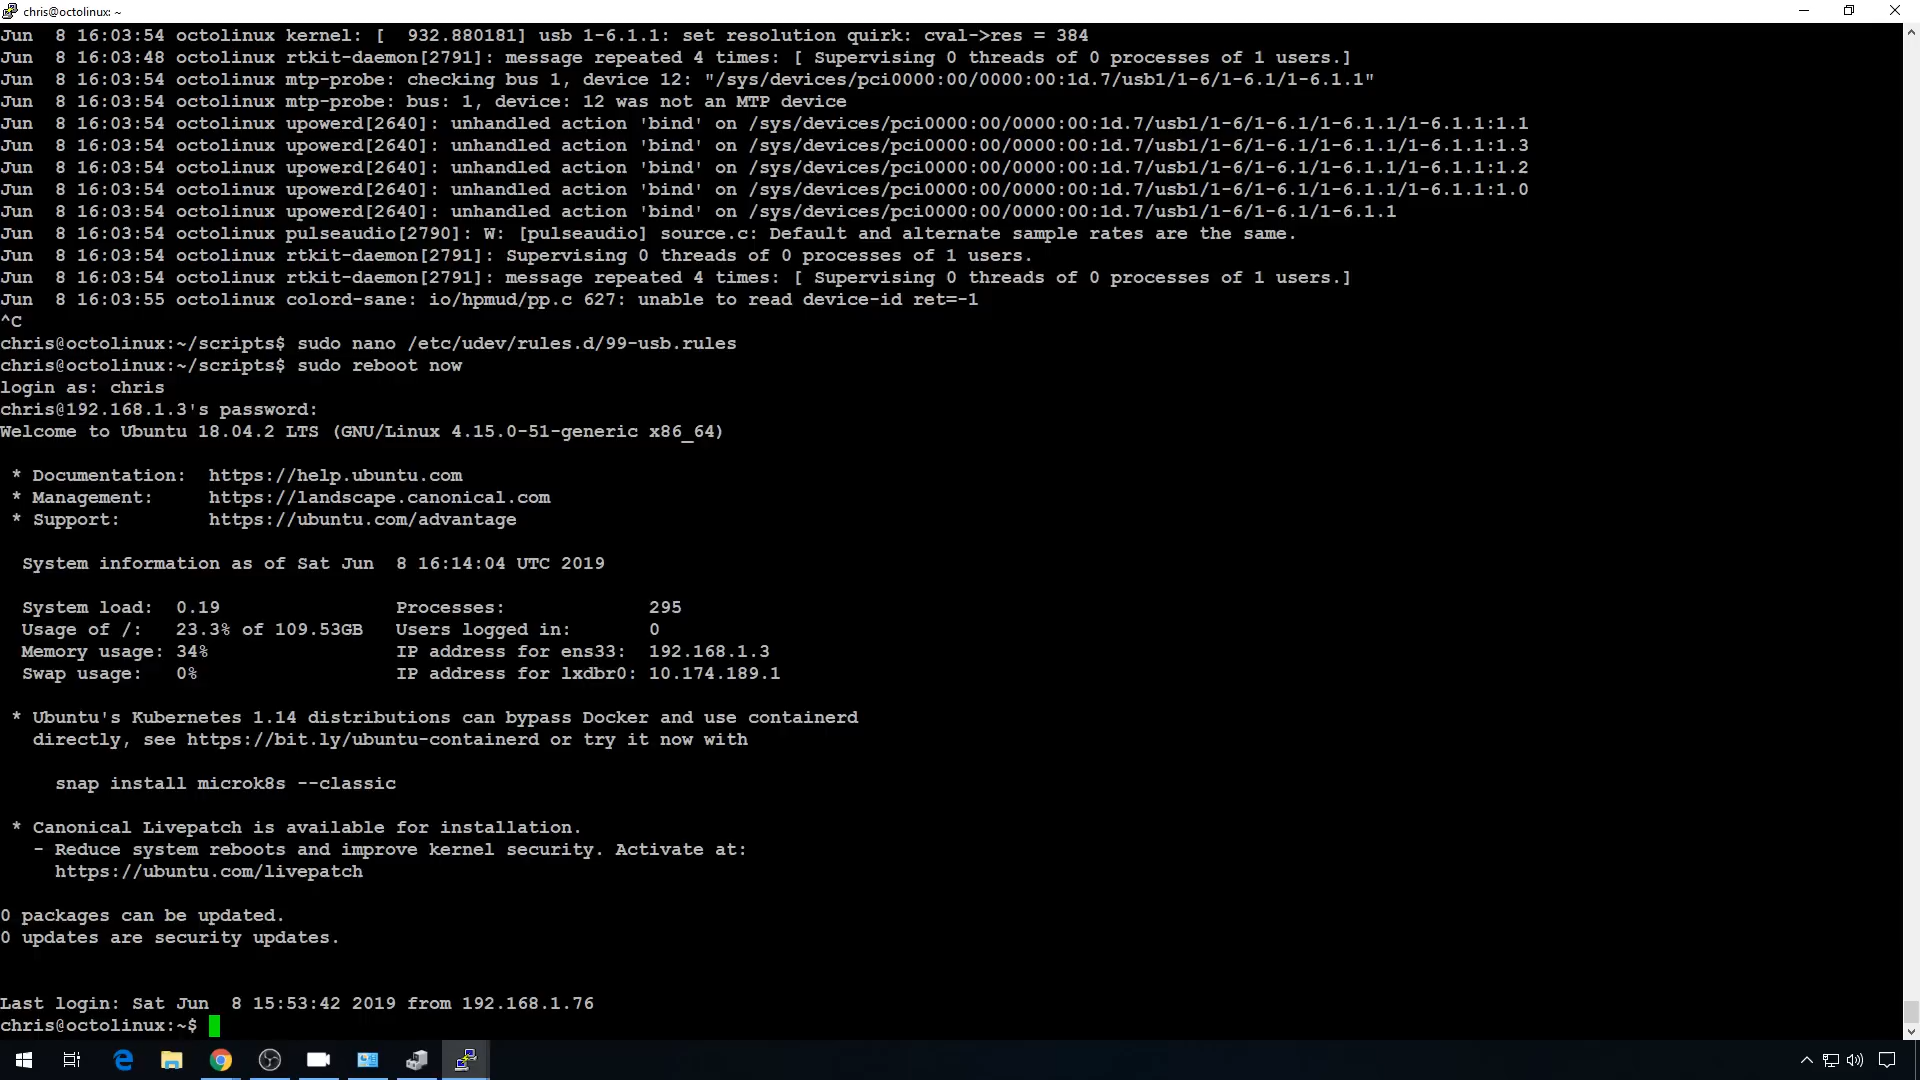 chris@octolinux: ~
Jun  8 16:03:54 octolinux kernel: [  932.880181] usb 1-6.1.1: set resolution quirk: cval->res = 384
Jun  8 16:03:48 octolinux rtkit-daemon[2791]: message repeated 4 times: [ Supervising 0 threads of 0 processes of 1 users.]
Jun  8 16:03:54 octolinux mtp-probe: checking bus 1, device 12: "/sys/devices/pci0000:00/0000:00:1d.7/usb1/1-6/1-6.1/1-6.1.1"
Jun  8 16:03:54 octolinux mtp-probe: bus: 1, device: 12 was not an MTP device
Jun  8 16:03:54 octolinux upowerd[2640]: unhandled action 'bind' on /sys/devices/pci0000:00/0000:00:1d.7/usb1/1-6/1-6.1/1-6.1.1/1-6.1.1:1.1
Jun  8 16:03:54 octolinux upowerd[2640]: unhandled action 'bind' on /sys/devices/pci0000:00/0000:00:1d.7/usb1/1-6/1-6.1/1-6.1.1/1-6.1.1:1.3
Jun  8 16:03:54 octolinux upowerd[2640]: unhandled action 'bind' on /sys/devices/pci0000:00/0000:00:1d.7/usb1/1-6/1-6.1/1-6.1.1/1-6.1.1:1.2
Jun  8 16:03:54 octolinux upowerd[2640]: unhandled action 'bind' on /sys/devices/pci0000:00/0000:00:1d.7/usb1/1-6/1-6.1/1-6.1.1/1-6.1.1:1.0
Jun  8 16:03:54 octolinux upowerd[2640]: unhandled action 'bind' on /sys/devices/pci0000:00/0000:00:1d.7/usb1/1-6/1-6.1/1-6.1.1
Jun  8 16:03:54 octolinux pulseaudio[2790]: W: [pulseaudio] source.c: Default and alternate sample rates are the same.
Jun  8 16:03:54 octolinux rtkit-daemon[2791]: Supervising 0 threads of 0 processes of 1 users.
Jun  8 16:03:54 octolinux rtkit-daemon[2791]: message repeated 4 times: [ Supervising 0 threads of 0 processes of 1 users.]
Jun  8 16:03:55 octolinux colord-sane: io/hpmud/pp.c 627: unable to read device-id ret=-1
^C
chris@octolinux:~/scripts$ sudo nano /etc/udev/rules.d/99-usb.rules
chris@octolinux:~/scripts$ sudo reboot now
login as: chris
chris@192.168.1.3's password:
Welcome to Ubuntu 18.04.2 LTS (GNU/Linux 4.15.0-51-generic x86_64)
* Documentation:  https://help.ubuntu.com
* Management:     https://landscape.canonical.com
* Support:        https://ubuntu.com/advantage
System information as of Sat Jun  8 16:14:04 UTC 2019
System load:  0.19                Processes:             295
Usage of /:   23.3% of 109.53GB   Users logged in:       0
Memory usage: 34%                 IP address for ens33:  192.168.1.3
Swap usage:   0%                  IP address for lxdbr0: 10.174.189.1
* Ubuntu's Kubernetes 1.14 distributions can bypass Docker and use containerd
directly, see https://bit.ly/ubuntu-containerd or try it now with
snap install microk8s --classic
* Canonical Livepatch is available for installation.
- Reduce system reboots and improve kernel security. Activate at:
https://ubuntu.com/livepatch
0 packages can be updated.
0 updates are security updates.
Last login: Sat Jun  8 15:53:42 2019 from 192.168.1.76
chris@octolinux:~$